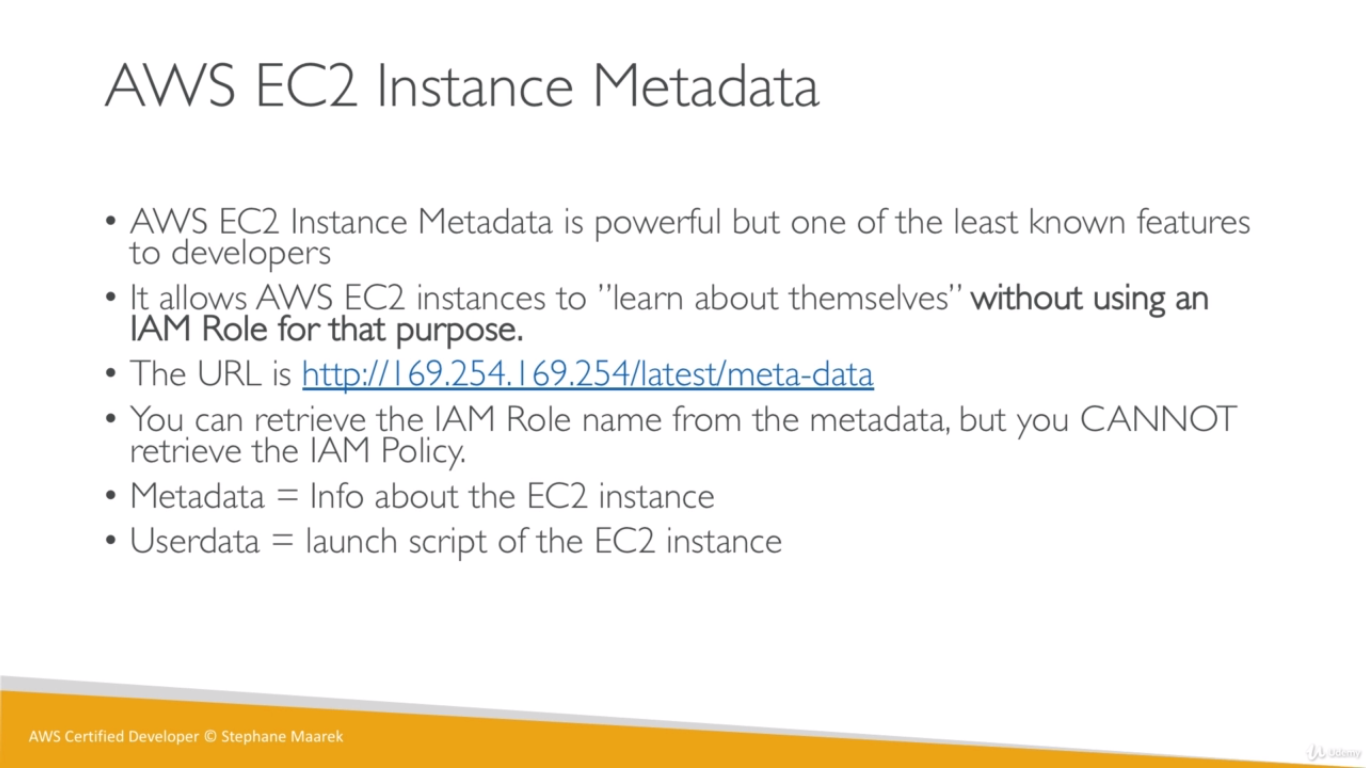 AWS EC2 Instance Metadata
• AWS EC2 Instance Metadata is powerful but one of the least known features
to developers
• It allows AWS EC2 instances to ”learn about themselves” without using an
IAM Role for that purpose.
• The URL is http://169.254.169.254/latest/meta-data
• You can retrieve the IAM Role name from the metadata, but you CANNOT
retrieve the IAM Policy.
• Metadata = Info about the EC2 instance
• Userdata = launch script of the EC2 instance
AWS Certified Developer © Stephane Maarek
Udemy